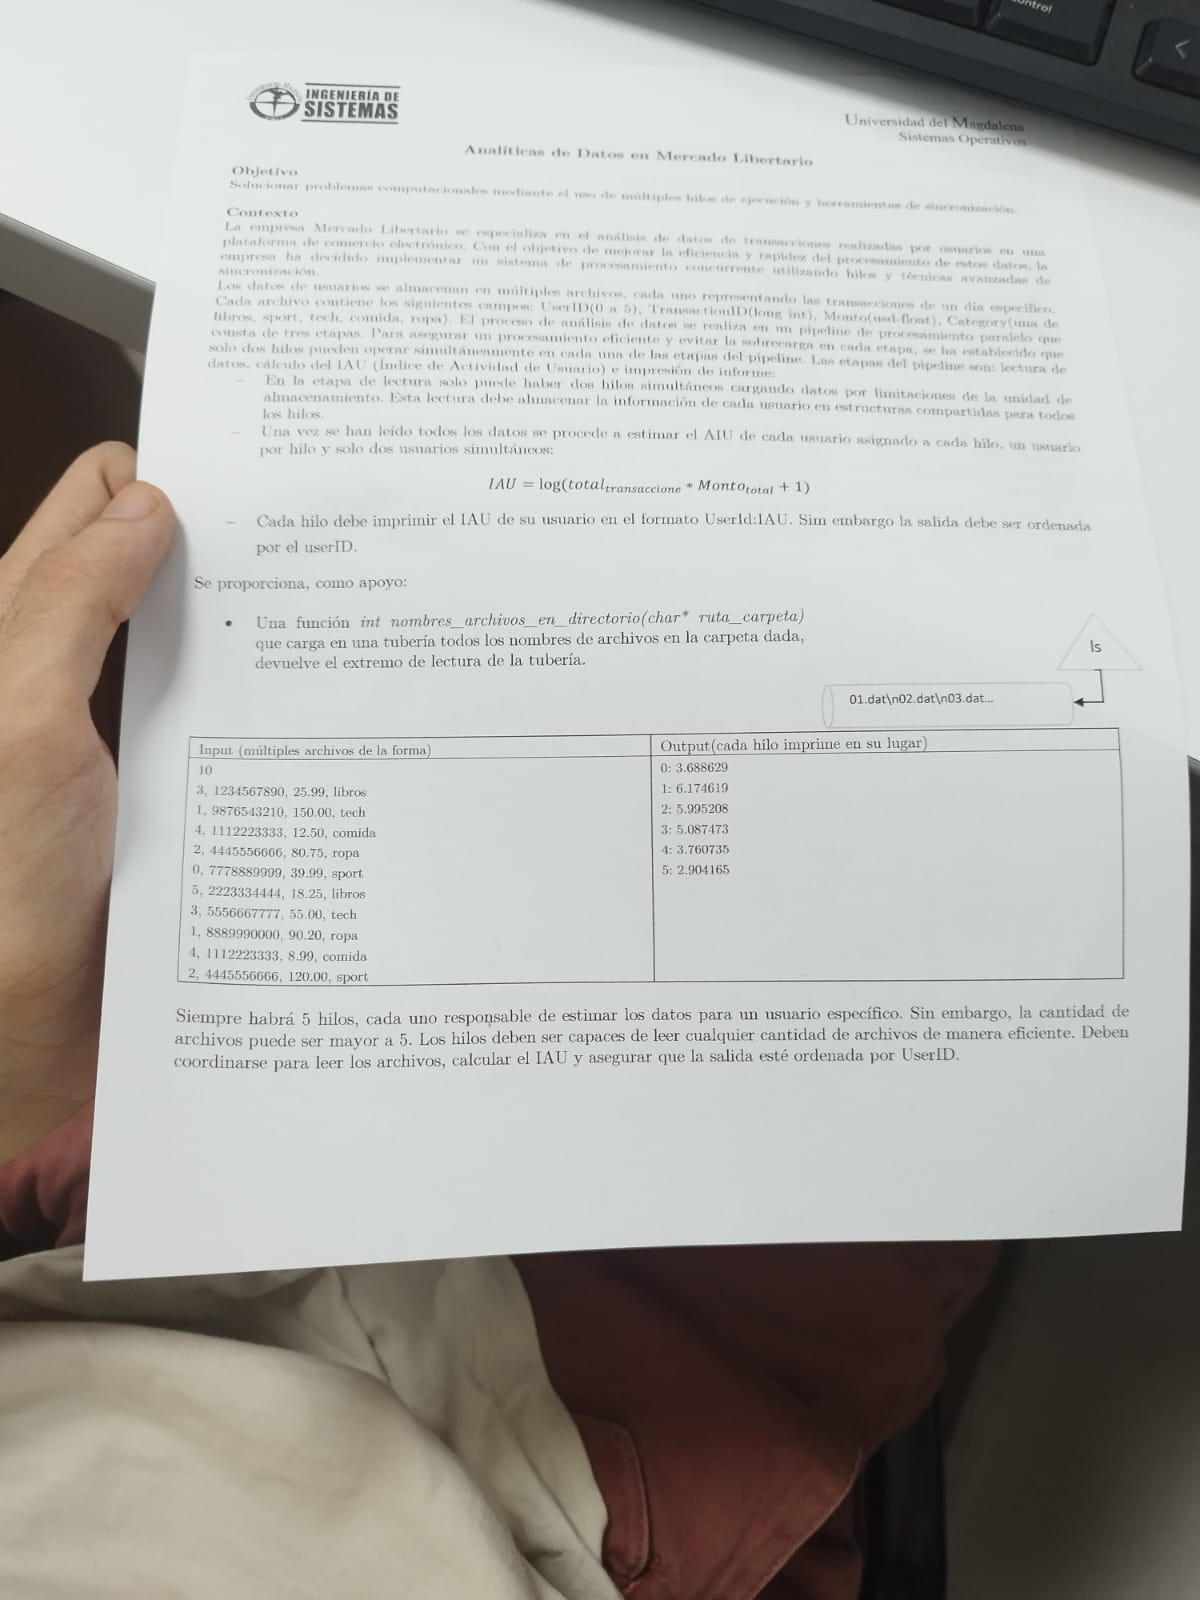 control
<
INGENIERÍA DE
SISTEMAS
Universidad del Magdalena
Sistemas Operativos
Analíticas de Datos en Mercado Libertario
Objetivo
Solucionar problemas computacionales mediante el uso de múltiples hilos de ejecución y herramientas de sincronización.
Contexto
La empresa Mercado Libertario se especializa en el análisis de datos de transacciones realizadas por usuarios en una
plataforma de comercio electrónico. Con el objetivo de mejorar la eficiencia y rapidez del procesamiento de estos datos, la
empresa ha decidido implementar un sistema de procesamiento concurrente utilizando hilos y técnicas avanzadas de
sincronización.
Los datos de usuarios se almacenan en múltiples archivos, cada uno representando las transacciones de un día específico.
Cada archivo contiene los siguientes campos: UserID(0 a 5), TransactionID(long int), Monto(usd-float), Category(una de
libros, sport, tech, comida, ropa). El proceso de análisis de datos se realiza en un pipeline de procesamiento paralelo que
consta de tres etapas. Para asegurar un procesamiento eficiente y evitar la sobrecarga en cada etapa, se ha establecido que
solo dos hilos pueden operar simultáneamente en cada una de las etapas del pipeline. Las etapas del pipeline son: lectura de
datos, cálculo del IAU (Índice de Actividad de Usuario) e impresión de informe:
– En la etapa de lectura solo puede haber dos hilos simultáneos cargando datos por limitaciones de la unidad de
almacenamiento. Esta lectura debe almacenar la información de cada usuario en estructuras compartidas para todos
los hilos.
– Una vez se han leído todos los datos se procede a estimar el AIU de cada usuario asignado a cada hilo, un usuario
por hilo y solo dos usuarios simultáneos:
IAU = log(total transaccione * Monto total + 1)
– Cada hilo debe imprimir el IAU de su usuario en el formato UserId:IAU. Sim embargo la salida debe ser ordenada
por el userID.
Se proporciona, como apoyo:
• Una función int nombres_archivos_en_directorio(char* ruta_carpeta)
que carga en una tubería todos los nombres de archivos en la carpeta dada,
devuelve el extremo de lectura de la tubería.
ls
01.dat\n02.dat\n03.dat...
Input (múltiples archivos de la forma)
10
3, 1234567890, 25.99, libros
1, 9876543210, 150.00, tech
4, 1112223333, 12.50, comida
2, 4445556666, 80.75, ropa
0, 7778889999, 39.99, sport
5, 2223334444, 18.25, libros
3, 5556667777, 55.00, tech
1, 8889990000, 90.20, ropa
4, 1112223333, 8.99, comida
2, 4445556666, 120.00, sport
Output(cada hilo imprime en su lugar)
0: 3.688629
1: 6.174619
2: 5.995208
3: 5.087473
4: 3.760735
5: 2.904165
Siempre habrá 5 hilos, cada uno responsable de estimar los datos para un usuario específico. Sin embargo, la cantidad de
archivos puede ser mayor a 5. Los hilos deben ser capaces de leer cualquier cantidad de archivos de manera eficiente. Deben
coordinarse para leer los archivos, calcular el IAU y asegurar que la salida esté ordenada por UserID.